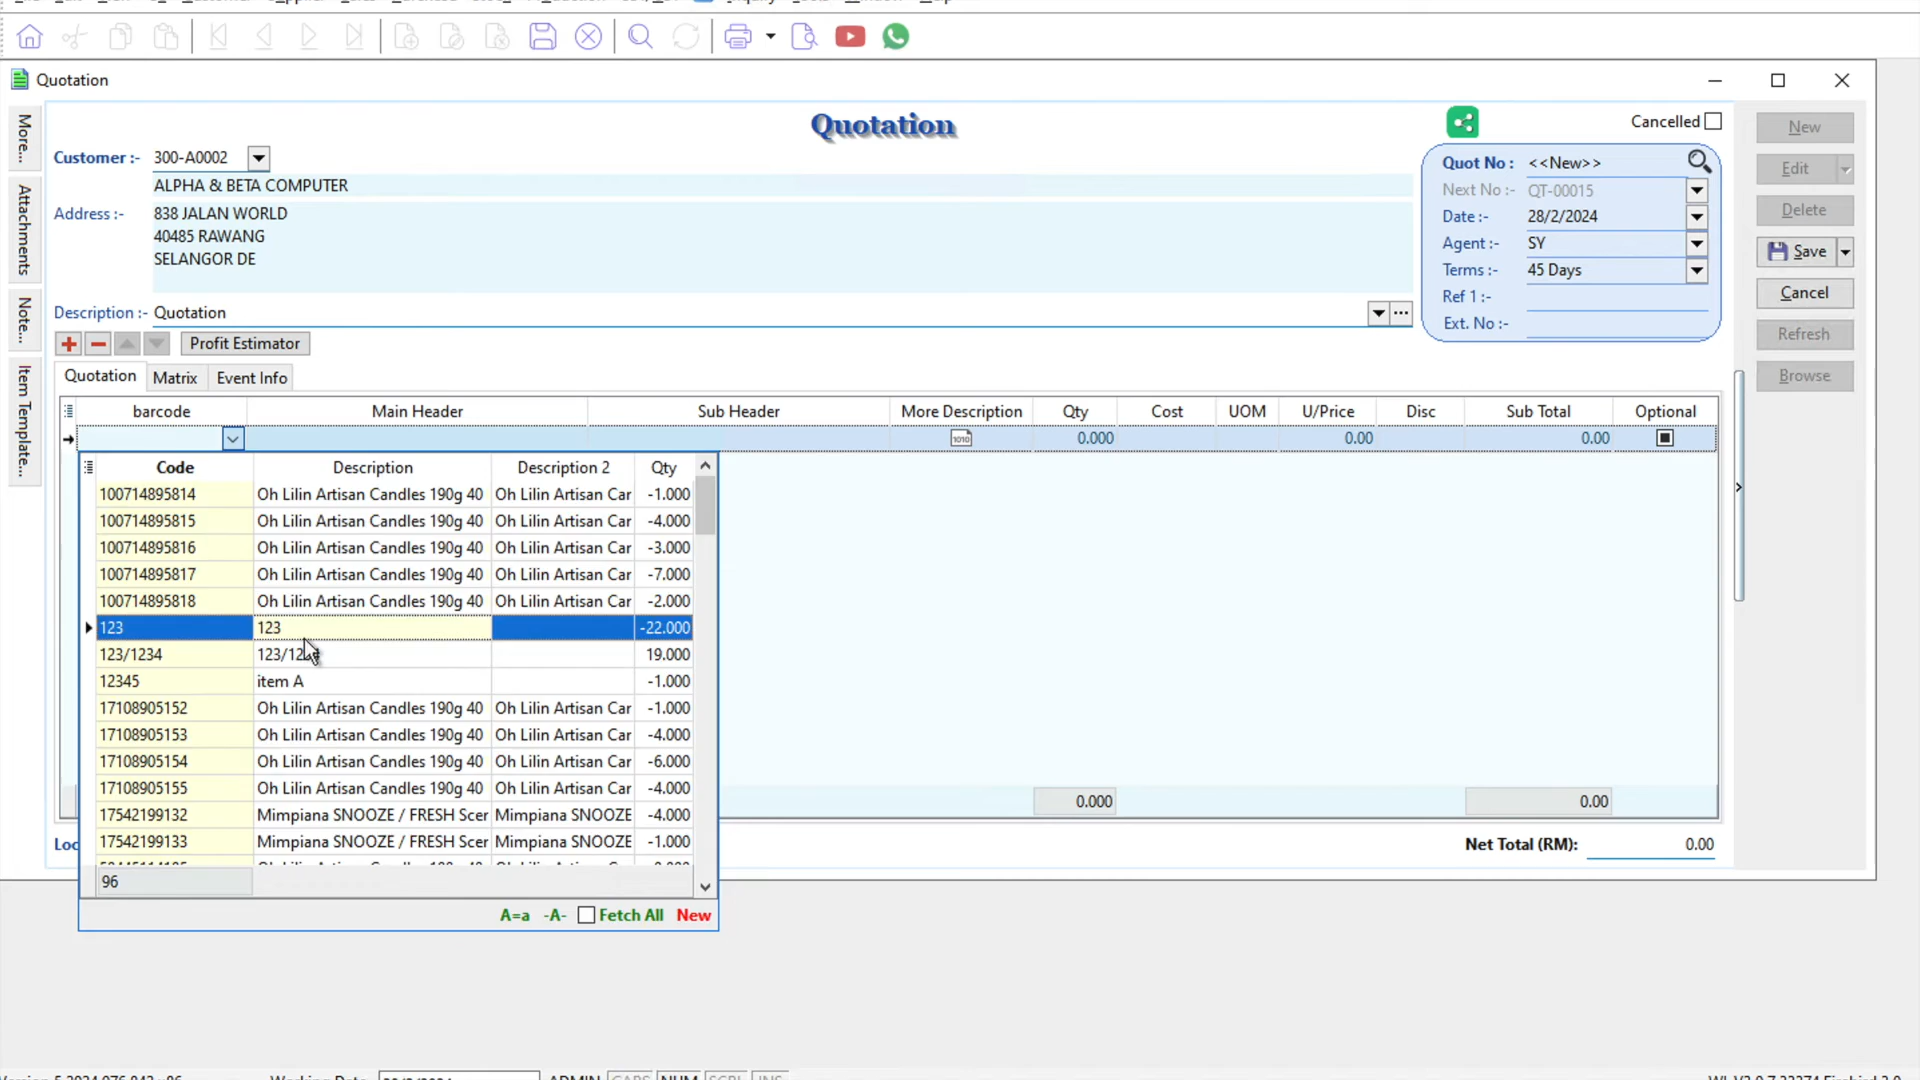 Quotation
Quotation
Cancelled
More...
Attachments
Note...
Item Template...
Customer :- 300-A0002
ALPHA & BETA COMPUTER
Address :- 838 JALAN WORLD
40485 RAWANG
SELANGOR DE
Description :- Quotation
Quot No : <<New>>
Next No :- QT-00015
Date :- 28/2/2024
Agent :- SY
Terms :- 45 Days
Ref 1 :-
Ext. No :-
New
Edit
Delete
Save
Cancel
Refresh
Browse
Profit Estimator
Quotation Matrix Event Info
barcode Main Header Sub Header More Description Qty Cost UOM U/Price Disc Sub Total Optional
0.000 0.00 0.00
Code Description Description 2 Qty
100714895814 Oh Lilin Artisan Candles 190g 40 Oh Lilin Artisan Car -1.000
100714895815 Oh Lilin Artisan Candles 190g 40 Oh Lilin Artisan Car -4.000
100714895816 Oh Lilin Artisan Candles 190g 40 Oh Lilin Artisan Car -3.000
100714895817 Oh Lilin Artisan Candles 190g 40 Oh Lilin Artisan Car -7.000
100714895818 Oh Lilin Artisan Candles 190g 40 Oh Lilin Artisan Car -2.000
123 123 -22.000
123/1234 123/12 19.000
12345 item A -1.000
17108905152 Oh Lilin Artisan Candles 190g 40 Oh Lilin Artisan Car -1.000
17108905153 Oh Lilin Artisan Candles 190g 40 Oh Lilin Artisan Car -4.000
17108905154 Oh Lilin Artisan Candles 190g 40 Oh Lilin Artisan Car -6.000
17108905155 Oh Lilin Artisan Candles 190g 40 Oh Lilin Artisan Car -4.000
17542199132 Mimpiana SNOOZE / FRESH Scer Mimpiana SNOOZE -4.000
17542199133 Mimpiana SNOOZE / FRESH Scer Mimpiana SNOOZE -1.000
96
A=a -A- Fetch All New
0.000 0.00
Loc
Net Total (RM): 0.00
ADMIN CAPS NUM SCRL INS